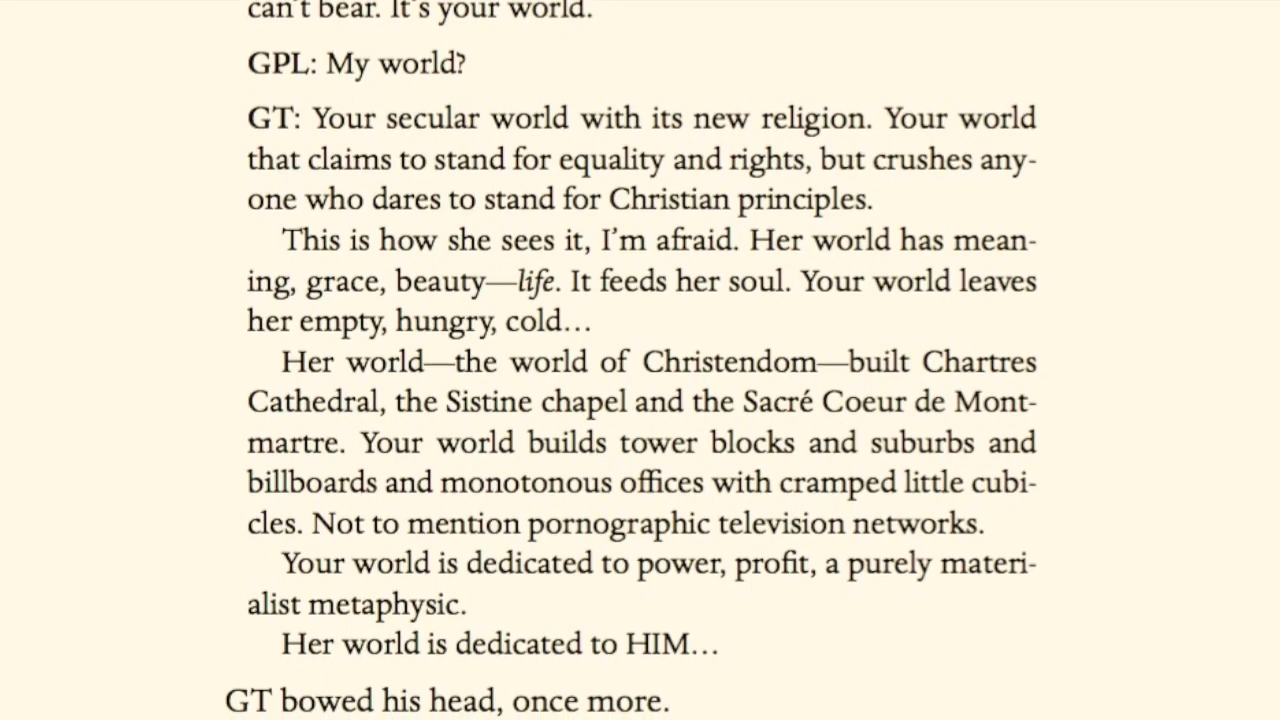 can't bear. It's your world.
GPL: My world?
GT: Your secular world with its new religion. Your world
that claims to stand for equality and rights, but crushes any-
one who dares to stand for Christian principles.
This is how she sees it, I'm afraid. Her world has mean-
ing, grace, beauty—life. It feeds her soul. Your world leaves
her empty, hungry, cold…
Her world—the world of Christendom—built Chartres
Cathedral, the Sistine chapel and the Sacré Coeur de Mont-
martre. Your world builds tower blocks and suburbs and
billboards and monotonous offices with cramped little cubi-
cles. Not to mention pornographic television networks.
Your world is dedicated to power, profit, a purely materi-
alist metaphysic.
Her world is dedicated to HIM…
GT bowed his head, once more.